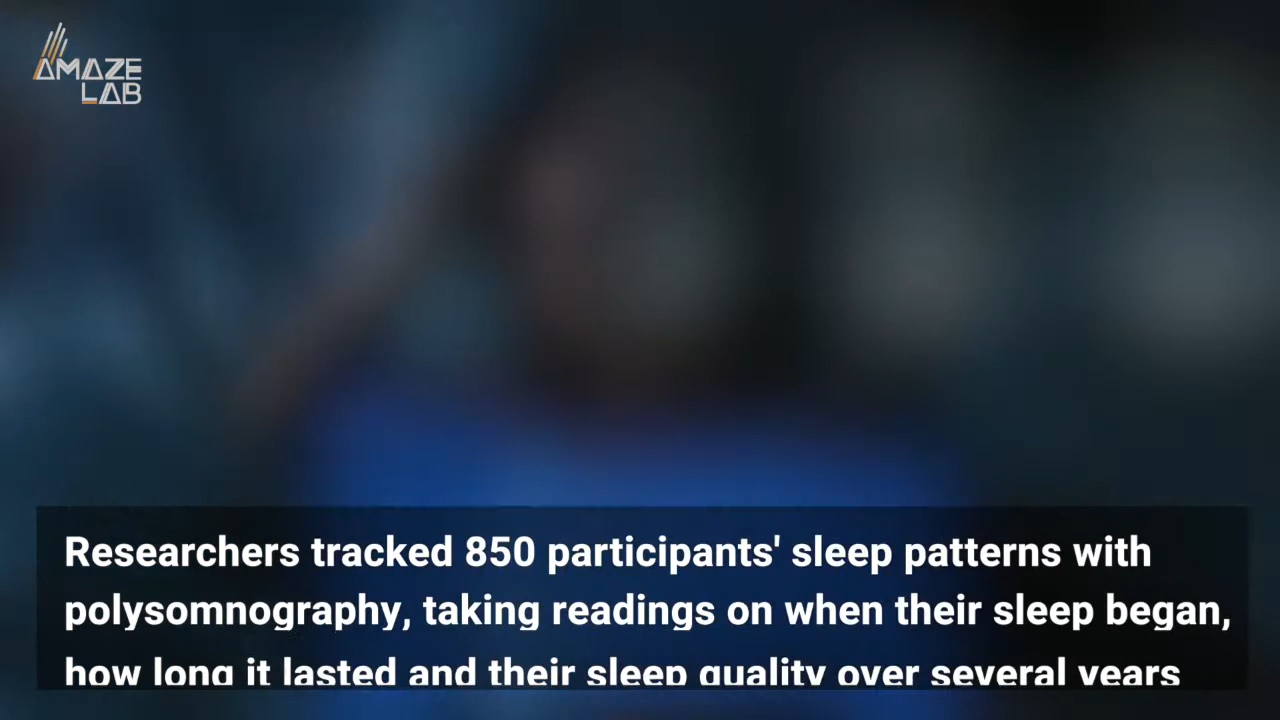 AMAZE
LAB
Researchers tracked 850 participants' sleep patterns with
polysomnography, taking readings on when their sleep began,
how long it lasted and their sleep quality over several years